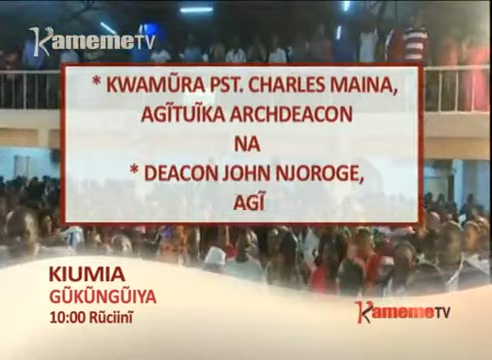 KamemeTV
* KWAMŨRA PST. CHARLES MAINA,
AGĨTUĨKA ARCHDEACON
NA
* DEACON JOHN NJOROGE,
AGĨ
KIUMIA
GŨKŨNGŨIYA
10:00 Rũciinĩ
KamemeTV